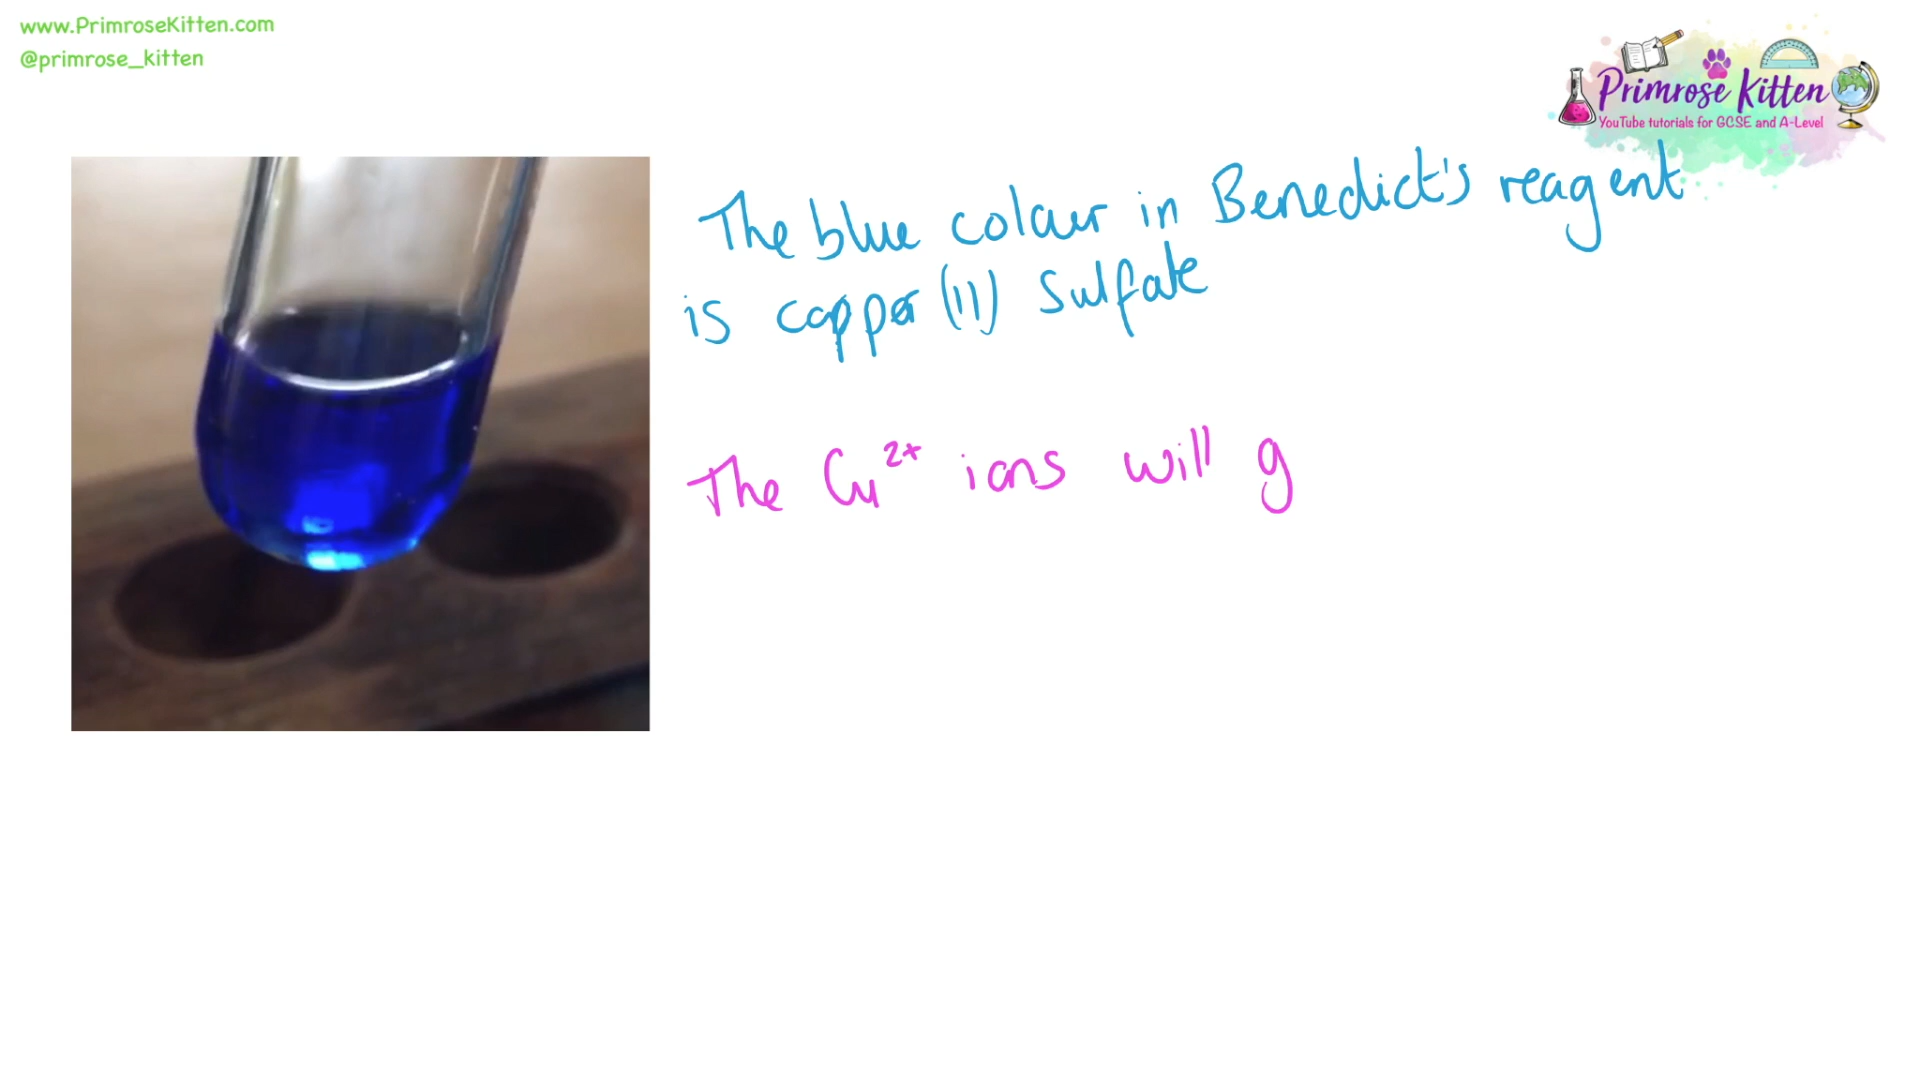 www.PrimroseKitten.com
@primrose_kitten
Primrose Kitten
YouTube tutorials for GCSE and A-Level
The blue colour in Benedict's reagent
is copper (II) Sulfate
The Cu²⁺ ions will g